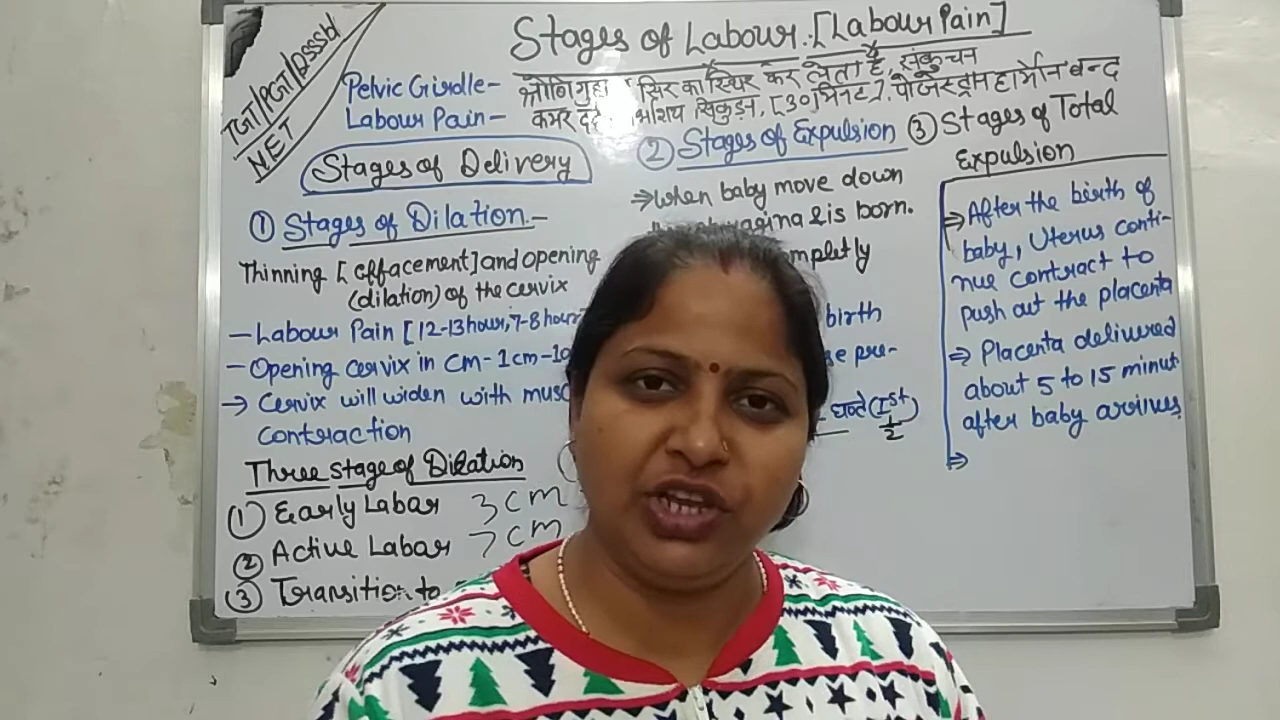 TGT/PGT/DSSSB/
NET
Stages of Labour.[Labour Pain]
Pelvic Girdle- श्रोणि गुहा सिर का स्थिर कर लेता है, संकुचन
Labour Pain- कमर दर्द सिकुड़न, [30 मिनट], हार्मोन बन्द
Stages of Delivery
① Stages of Dilation.-
Thinning [effacement] and opening
(dilation) of the cervix
- Labour Pain [12-13 hour, 7-8 hour
- Opening cervix in cm- 1cm-10
→ Cervix will widen with musc
contraction
Three stage of Dilation
① Early Labar 3 cm
② Active Labar 7 cm
③ Transition to
② Stages of Expulsion
⇒ when baby move down
vagina & is born.
mpletly
birth
se pre-
- घन्टे (Ist
1/2
③ Stages of Total
Expulsion
⇒ After the birth of
baby, Uterus conti-
nue contract to
push out the placenta
⇒ Placenta delivered
about 5 to 15 minut
after baby arrives.
⇒